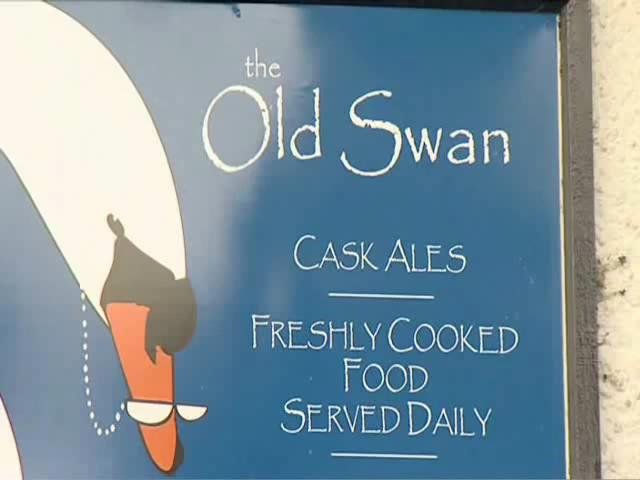 the
Old Swan
CASK ALES
FRESHLY COOKED
FOOD
SERVED DAILY